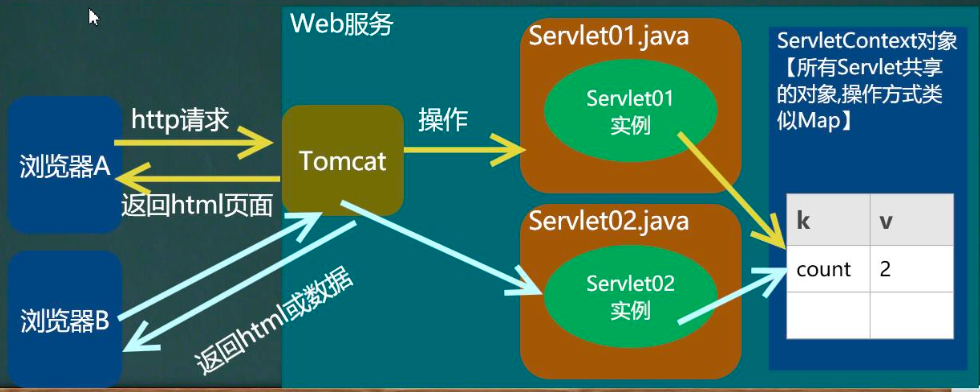 Web服务
Servlet01.java
ServletContext对象
【所有Servlet共享
的对象,操作方式类
似Map】
Servlet01
实例
http请求
操作
浏览器A
Tomcat
返回html页面
Servlet02.java
k v
count 2
Servlet02
实例
浏览器B
返回html或数据